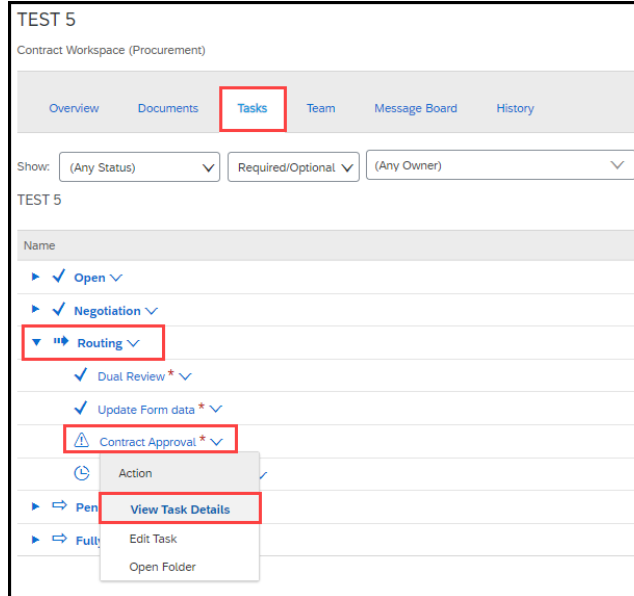 TEST 5
Contract Workspace (Procurement)
Overview Documents Tasks Team Message Board History
Show: (Any Status) Required/Optional (Any Owner)
TEST 5
Name
Open
Negotiation
Routing
Dual Review *
Update Form data *
Contract Approval *
Action
Pen View Task Details
Fully Edit Task
Open Folder